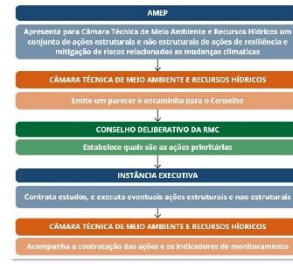 AMEP
Apresenta para Câmara Técnica de Meio Ambiente e Recursos Hídricos um
conjunto de ações estruturais e não estruturais de ações de resiliência e
mitigação de riscos relacionados as mudanças climaticas
CÂMARA TÉCNICA DE MEIO AMBIENTE E RECURSOS HÍDRICOS
Emite um parecer e encaminha para o Conselho
CONSELHO DELIBERATIVO DA RMC
Estabelece quais são as ações prioritárias
INSTÂNCIA EXECUTIVA
Contrata estudos, e executa eventuais ações estruturais e nao estruturais
CÂMARA TÉCNICA DE MEIO AMBIENTE E RECURSOS HÍDRICOS
Acompanha a contratação das ações e os indicadores de monitoramento